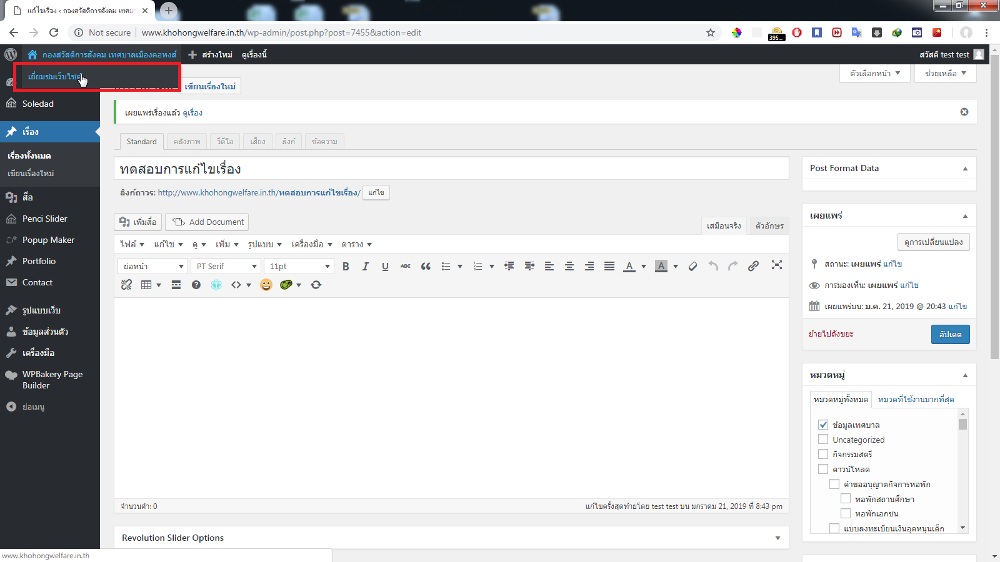 แก้ไขเรื่อง ‹ กองสวัสดิการสังคม เทศบา
Not secure
www.khohongwelfare.in.th/wp-admin/post.php?post=7455&action=edit
395...
กองสวัสดิการสังคม เทศบาลเมืองคอหงส์
สร้างใหม่
ดูเรื่องนี้
สวัสดี test test
เยี่ยมชมเว็บไซต์
เขียนเรื่องใหม่
ตัวเลือกหน้า
ช่วยเหลือ
Soledad
เรื่อง
เรื่องทั้งหมด
เขียนเรื่องใหม่
สื่อ
Penci Slider
Popup Maker
Portfolio
Contact
รูปแบบเว็บ
ข้อมูลส่วนตัว
เครื่องมือ
WPBakery Page
Builder
ย่อเมนู
เผยแพร่เรื่องแล้ว ดูเรื่อง
Standard
คลังภาพ
วีดีโอ
เสียง
ลิงก์
ข้อความ
ทดสอบการแก้ไขเรื่อง
ลิงก์ถาวร: http://www.khohongwelfare.in.th/ทดสอบการแก้ไขเรื่อง/ แก้ไข
เพิ่มสื่อ
Add Document
เสมือนจริง
ตัวอักษร
ไฟล์ แก้ไข ดู เพิ่ม รูปแบบ เครื่องมือ ตาราง
ย่อหน้า PT Serif 11pt B I U ABC A A
จำนวนคำ: 0
แก้ไขครั้งสุดท้ายโดย test test บน มกราคม 21, 2019 ที่ 8:43 pm
Revolution Slider Options
Post Format Data
เผยแพร่
ดูการเปลี่ยนแปลง
สถานะ: เผยแพร่ แก้ไข
การมองเห็น: เผยแพร่ แก้ไข
เผยแพร่บน: ม.ค. 21, 2019 @ 20:43 แก้ไข
ย้ายไปถังขยะ
อัปเดต
หมวดหมู่
หมวดหมู่ทั้งหมด
หมวดที่ใช้งานมากที่สุด
ข้อมูลเทศบาล
Uncategorized
กิจกรรมสตรี
ดาวน์โหลด
คำขออนุญาตกิจการหอพัก
หอพักสถานศึกษา
หอพักเอกชน
แบบลงทะเบียนเงินอุดหนุนเด็ก
www.khohongwelfare.in.th